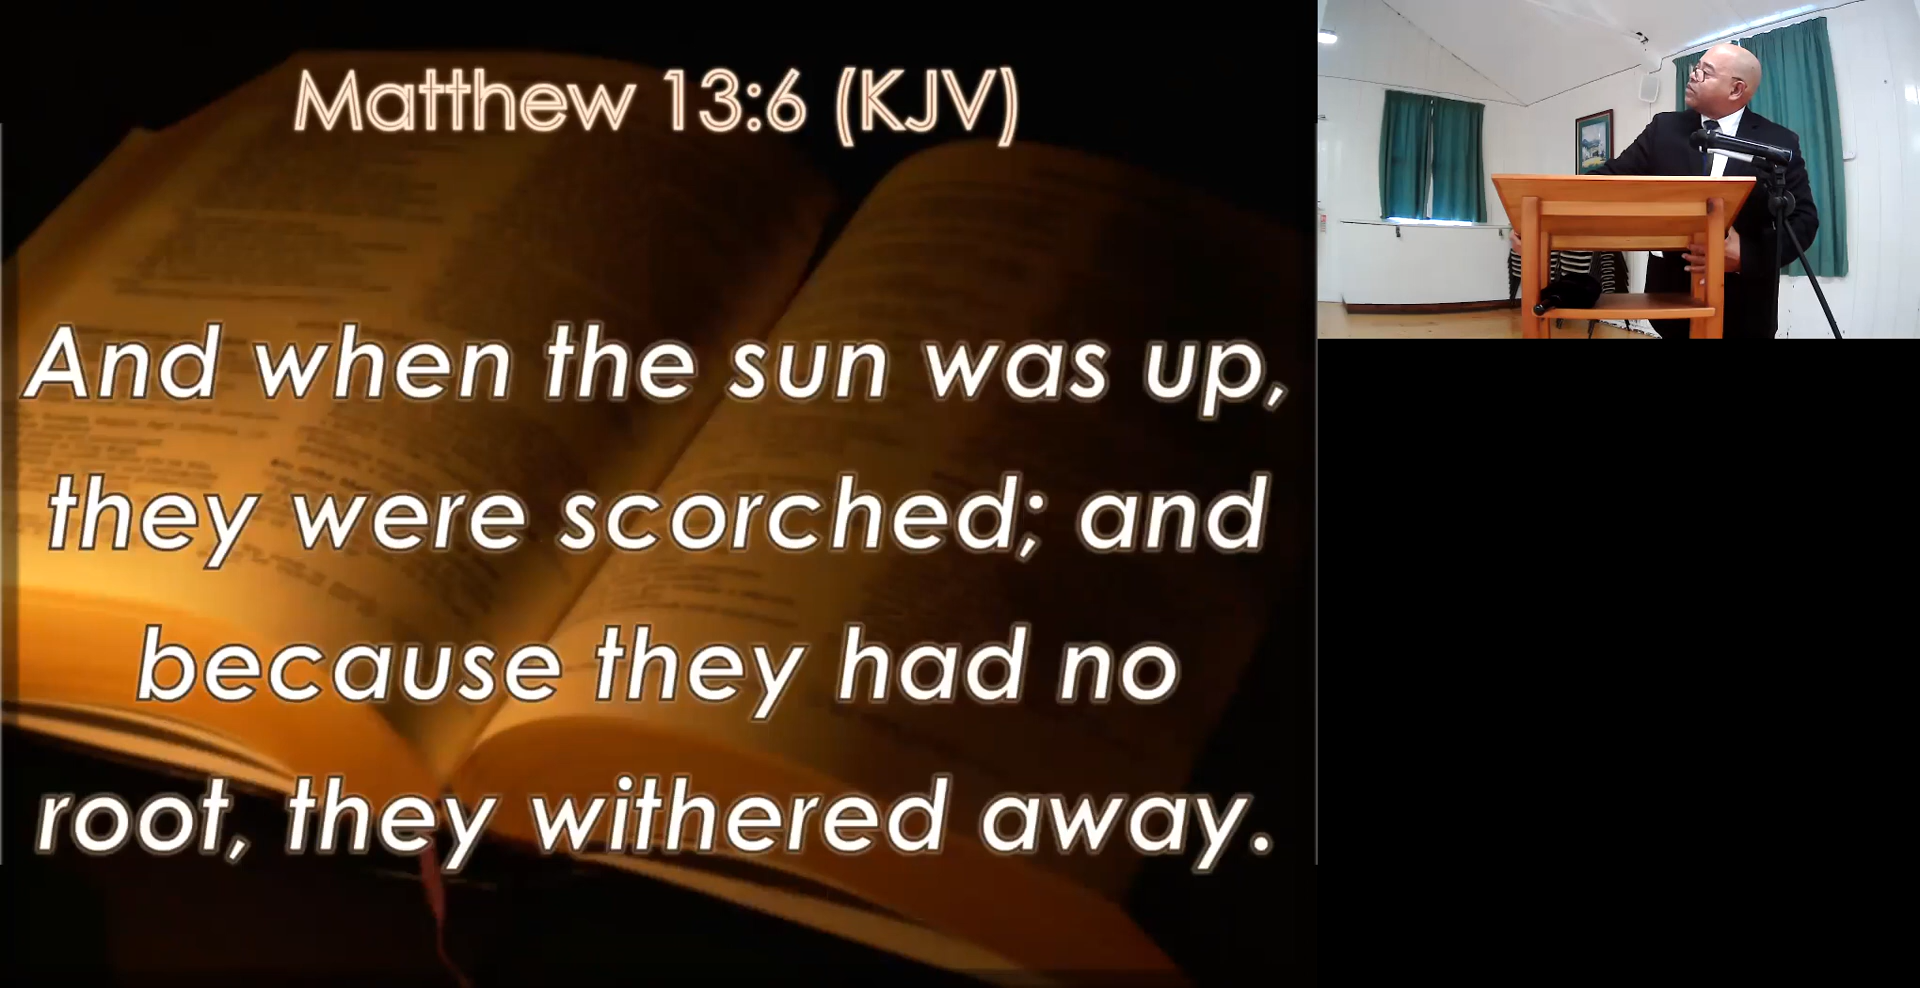 Matthew 13:6 (KJV)
And when the sun was up,
they were scorched; and
because they had no
root, they withered away.